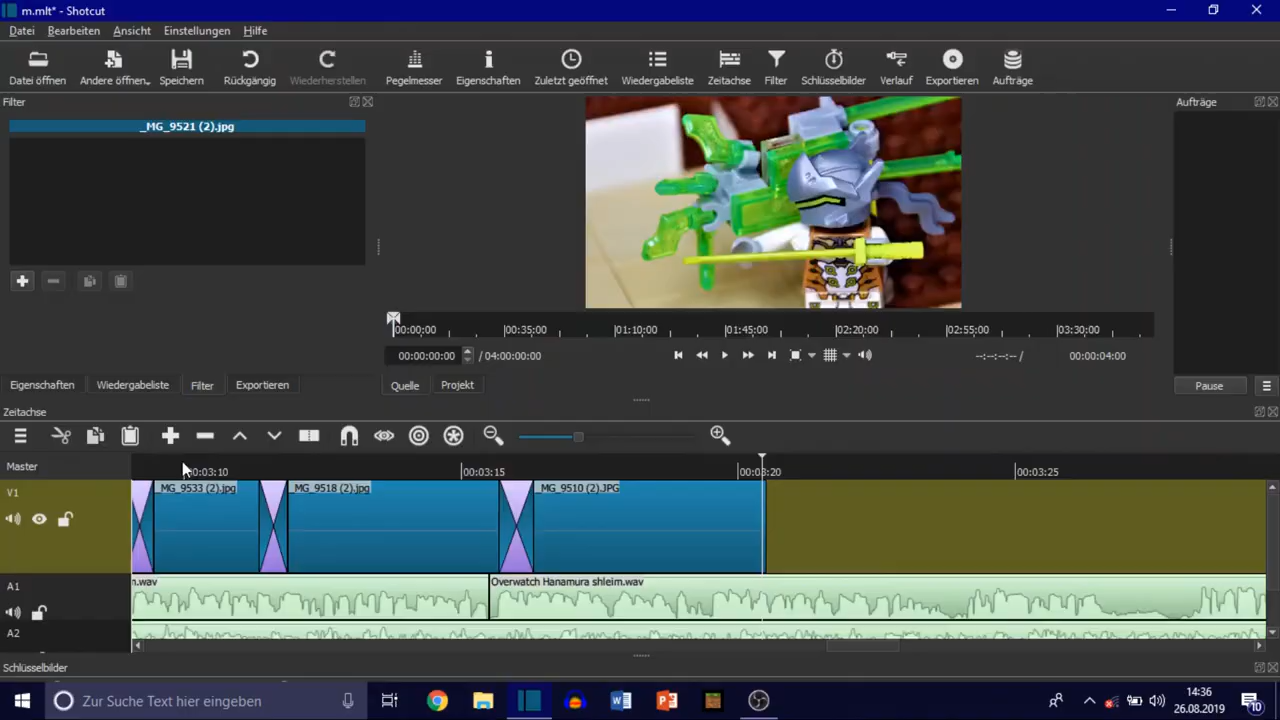 m.mlt* - Shotcut
Datei Bearbeiten Ansicht Einstellungen Hilfe
Datei öffnen Andere öffnen... Speichern Rückgängig Wiederherstellen Pegelmesser Eigenschaften Zuletzt geöffnet Wiedergabeliste Zeitachse Filter Schlüsselbilder Verlauf Exportieren Aufträge
Filter
Aufträge
_MG_9521 (2).jpg
00:00:00 00:35:00 01:10:00 01:45:00 02:20:00 02:55:00 03:30:00
00:00:00:00 / 04:00:00:00 --:--:--:-- / 00:00:04:00
Eigenschaften Wiedergabeliste Filter Exportieren Quelle Projekt Pause
Zeitachse
Master 00:03:10 00:03:15 00:03:20 00:03:25
V1 _MG_9533 (2).jpg _MG_9518 (2).jpg _MG_9510 (2).JPG
A1 n.wav Overwatch Hanamura shleim.wav
A2
Schlüsselbilder
Zur Suche Text hier eingeben
14:36
26.08.2019
10